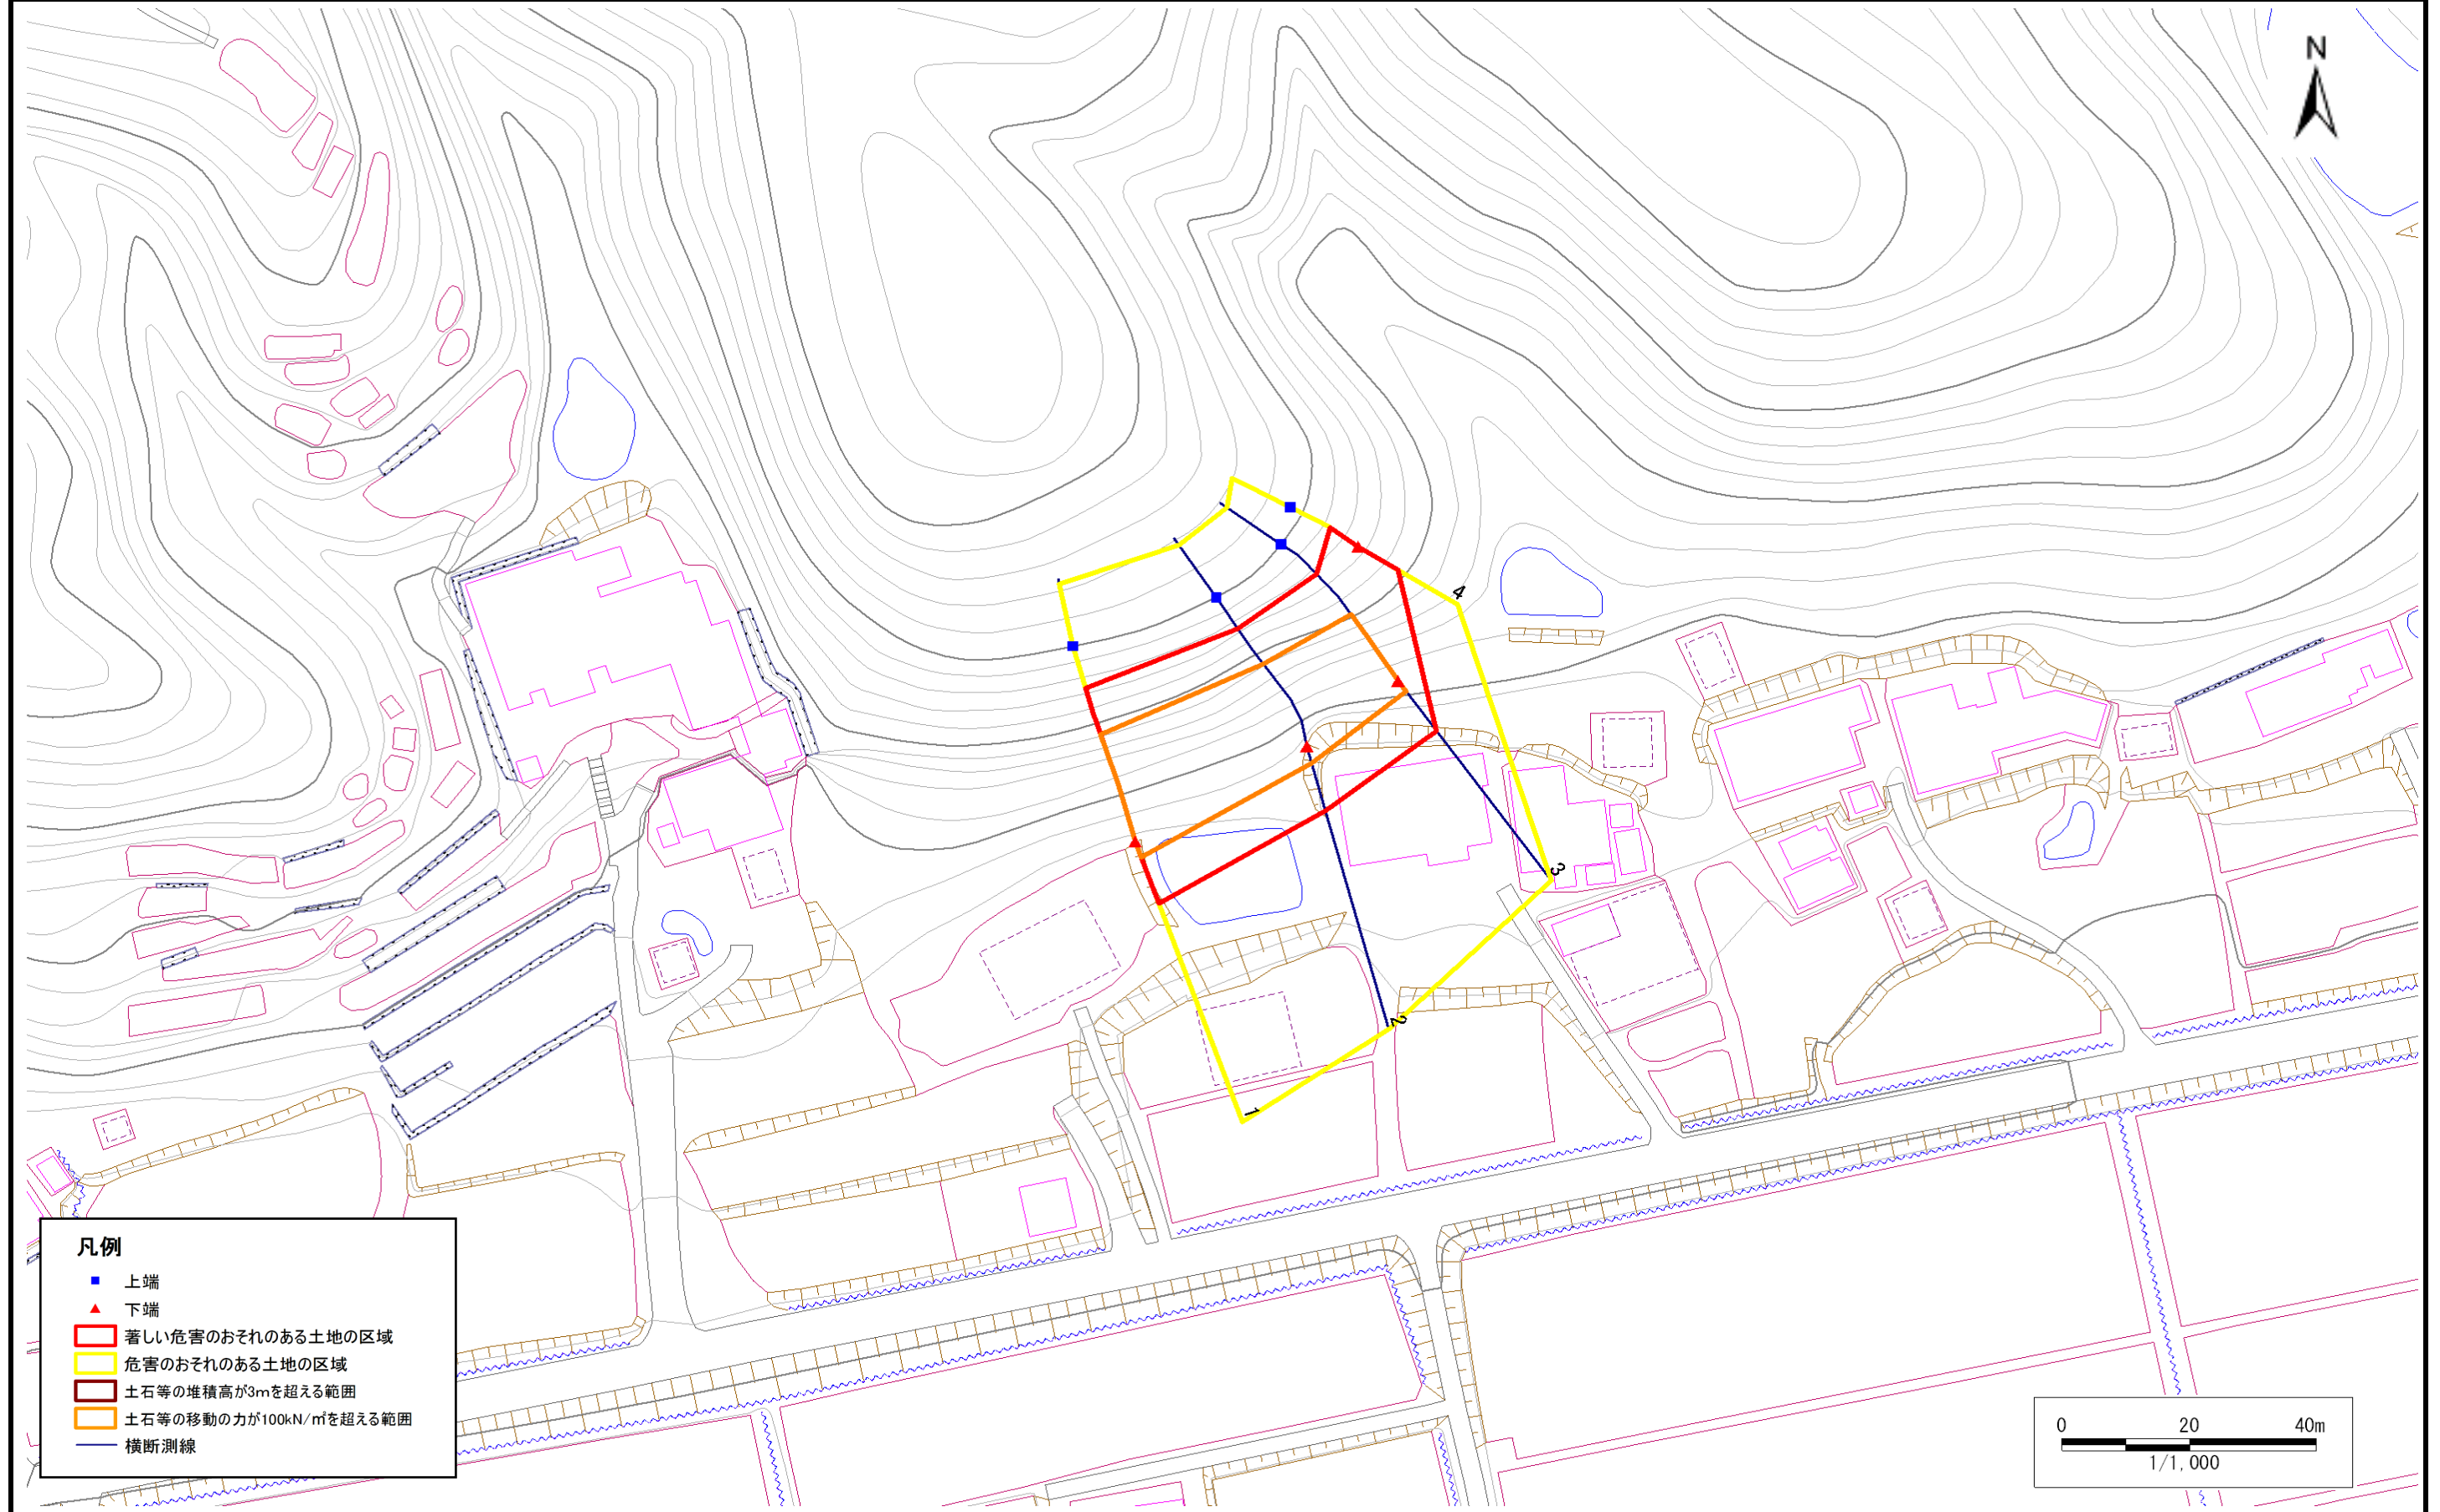 N
4
3
2
1
凡例
上端
下端
著しい危害のおそれのある土地の区域
危害のおそれのある土地の区域
土石等の堆積高が3mを超える範囲
土石等の移動の力が100kN/㎡を超える範囲
横断測線
0 20 40m
1/1,000